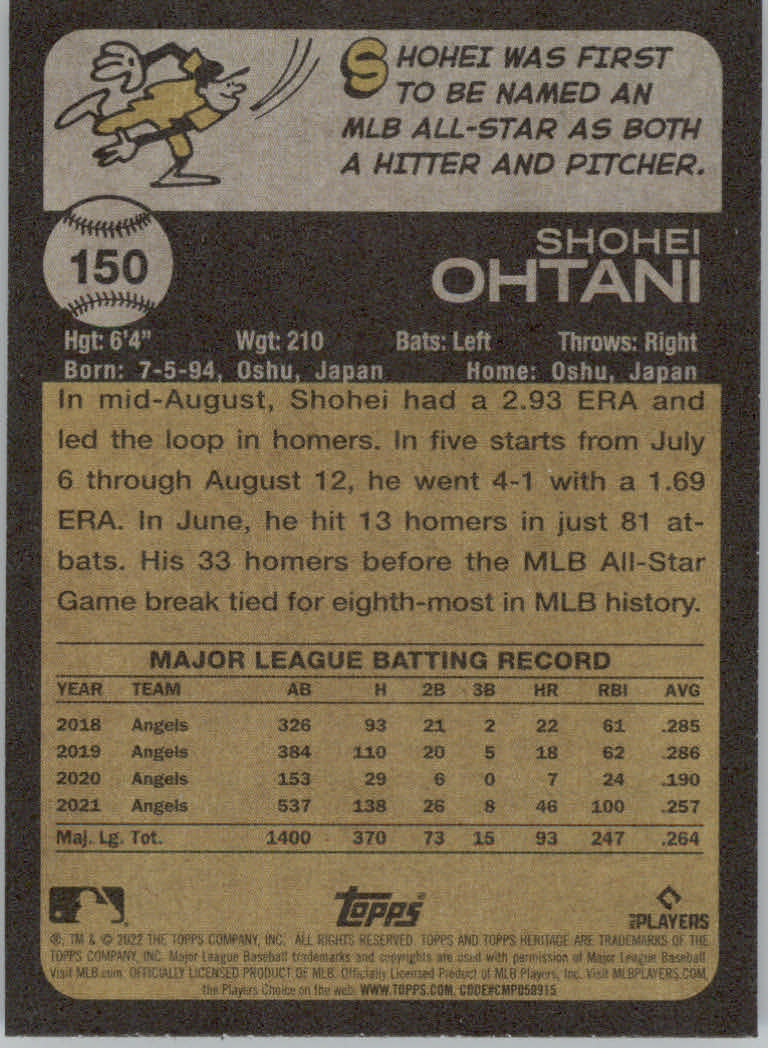 SHOHEI WAS FIRST
TO BE NAMED AN
MLB ALL-STAR AS BOTH
A HITTER AND PITCHER.
150
SHOHEI
OHTANI
Hgt: 6'4" Wgt: 210 Bats: Left Throws: Right
Born: 7-5-94, Oshu, Japan Home: Oshu, Japan
In mid-August, Shohei had a 2.93 ERA and
led the loop in homers. In five starts from July
6 through August 12, he went 4-1 with a 1.69
ERA. In June, he hit 13 homers in just 81 at-
bats. His 33 homers before the MLB All-Star
Game break tied for eighth-most in MLB history.
MAJOR LEAGUE BATTING RECORD
YEAR TEAM AB H 2B 3B HR RBI AVG
2018 Angels 326 93 21 2 22 61 .285
2019 Angels 384 110 20 5 18 62 .286
2020 Angels 153 29 6 0 7 24 .190
2021 Angels 537 138 26 8 46 100 .257
Maj. Lg. Tot. 1400 370 73 15 93 247 .264
Topps®
MLB PLAYERS
®, TM & © 2022 THE TOPPS COMPANY, INC. ALL RIGHTS RESERVED. TOPPS AND TOPPS HERITAGE ARE TRADEMARKS OF THE
TOPPS COMPANY, INC. Major League Baseball trademarks and copyrights are used with permission of Major League Baseball.
Visit MLB.com. OFFICIALLY LICENSED PRODUCT OF MLB. Officially Licensed Product of MLB Players, Inc. Visit MLBPLAYERS.COM,
the Players Choice on the web. WWW.TOPPS.COM. CODE#CMP058915